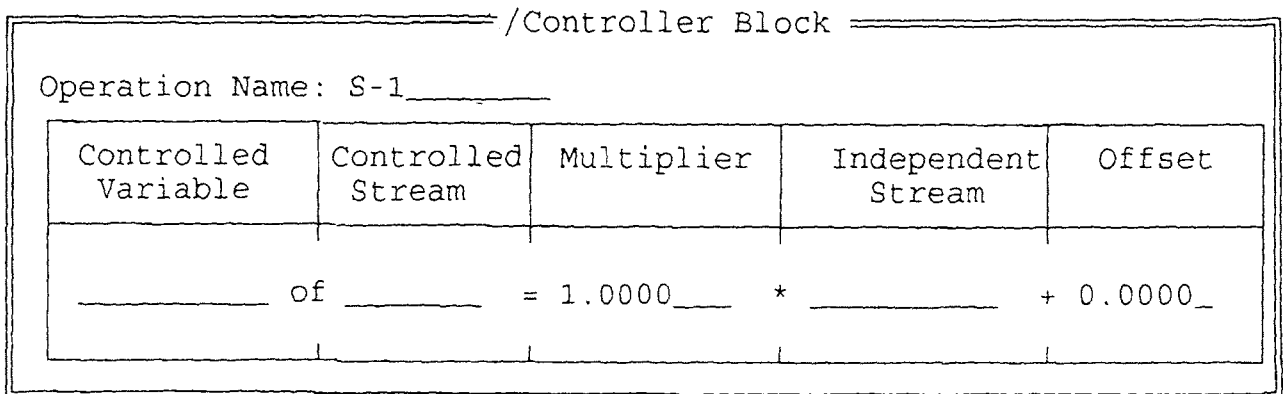 /Controller Block
Operation Name: S-1
Controlled Controlled Multiplier Independent Offset
Variable Stream Stream
of = 1.0000 * + 0.0000